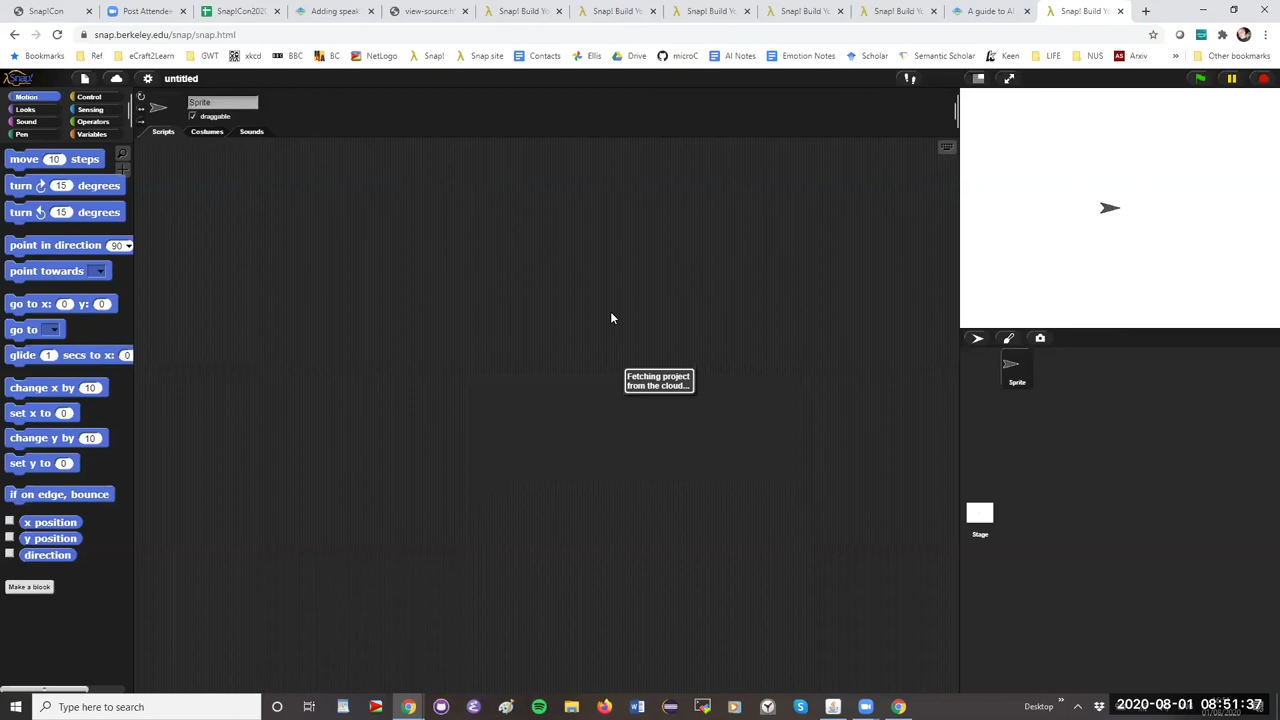 Snap!Con
Post Attende
Snap!Con202
Adding speak
view-source:h
Snap! Build Yo
Snap! Build Yo
Snap! Build Yo
Snap! Build Yo
Snap! Build Yo
A guide to AI
Snap! Build Yo
snap.berkeley.edu/snap/snap.html
Bookmarks
Ref
eCraft2Learn
GWT
xkcd
BBC
BC
NetLogo
Snap!
Snap site
Contacts
Ellis
Drive
microC
AI Notes
Emotion Notes
Scholar
Semantic Scholar
Keen
LIFE
NUS
Arxiv
»
Other bookmarks
Snap!
untitled
Motion
Control
Looks
Sensing
Sound
Operators
Pen
Variables
Sprite
draggable
Scripts
Costumes
Sounds
move 10 steps
turn 15 degrees
turn 15 degrees
point in direction 90
point towards
go to x: 0 y: 0
go to
glide 1 secs to x: 0
change x by 10
set x to 0
change y by 10
set y to 0
if on edge, bounce
x position
y position
direction
Make a block
Fetching project
from the cloud...
Sprite
Stage
Type here to search
Desktop
2020-08-01 08:51:37